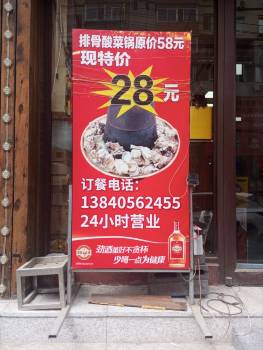 排骨酸菜锅原价58元
现特价
28元
订餐电话：
13840562455
24小时营业
劲酒虽好不贪杯
少喝一点为健康